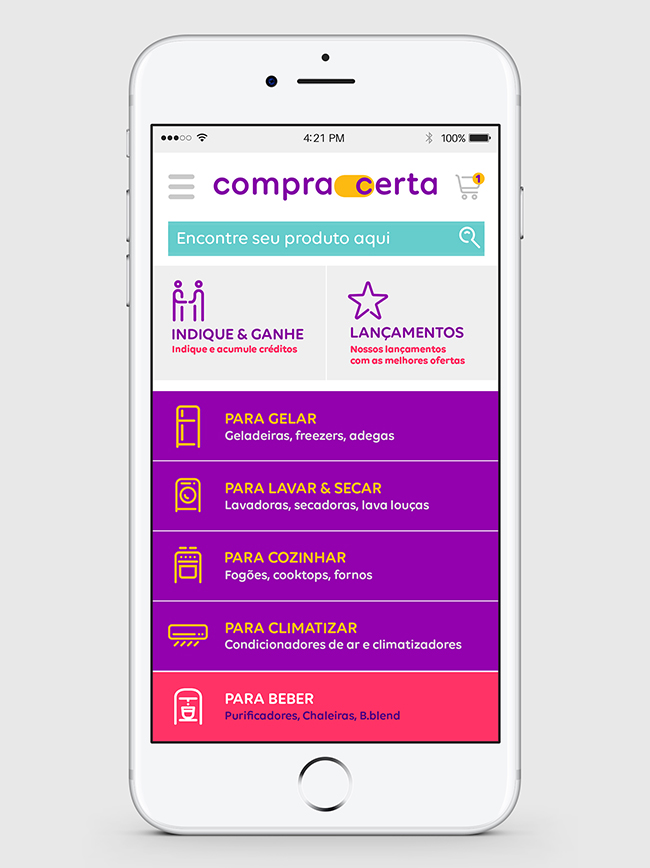 4:21 PM
100%
compra certa
1
Encontre seu produto aqui
INDIQUE & GANHE
Indique e acumule créditos
LANÇAMENTOS
Nossos lançamentos
com as melhores ofertas
PARA GELAR
Geladeiras, freezers, adegas
PARA LAVAR & SECAR
Lavadoras, secadoras, lava louças
PARA COZINHAR
Fogões, cooktops, fornos
PARA CLIMATIZAR
Condicionadores de ar e climatizadores
PARA BEBER
Purificadores, Chaleiras, B.blend